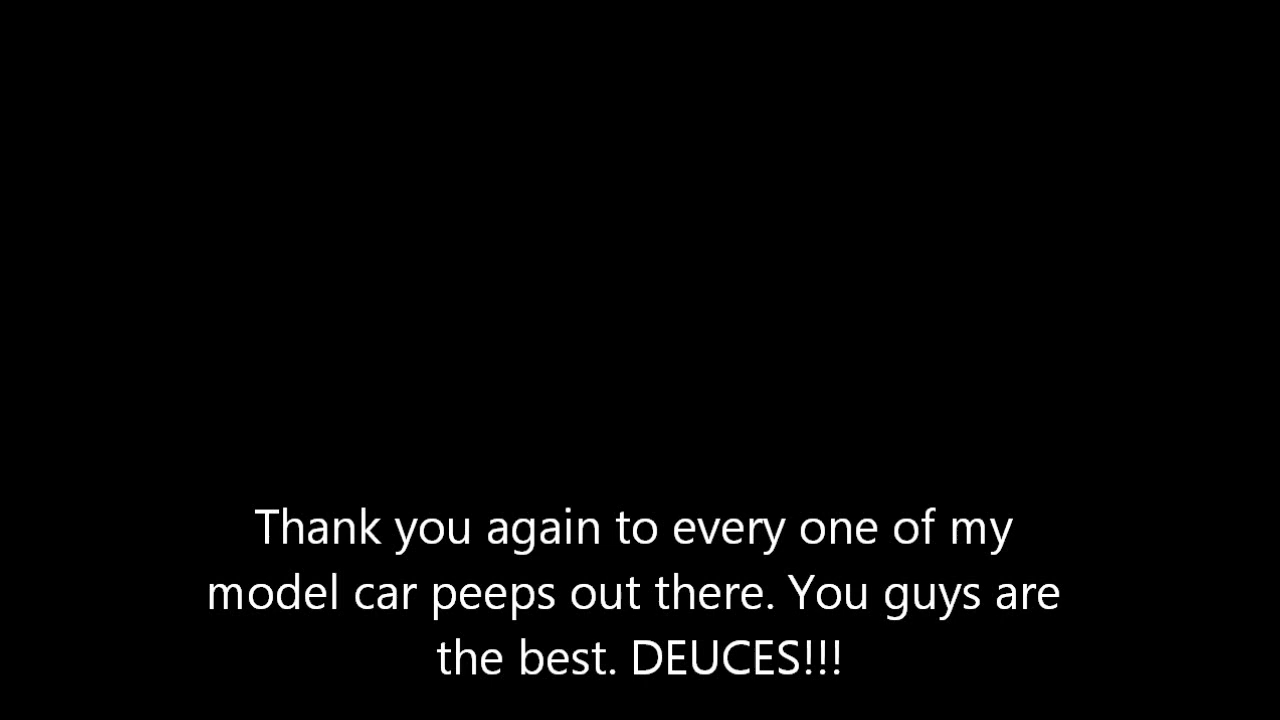 Thank you again to every one of my
model car peeps out there. You guys are
the best. DEUCES!!!